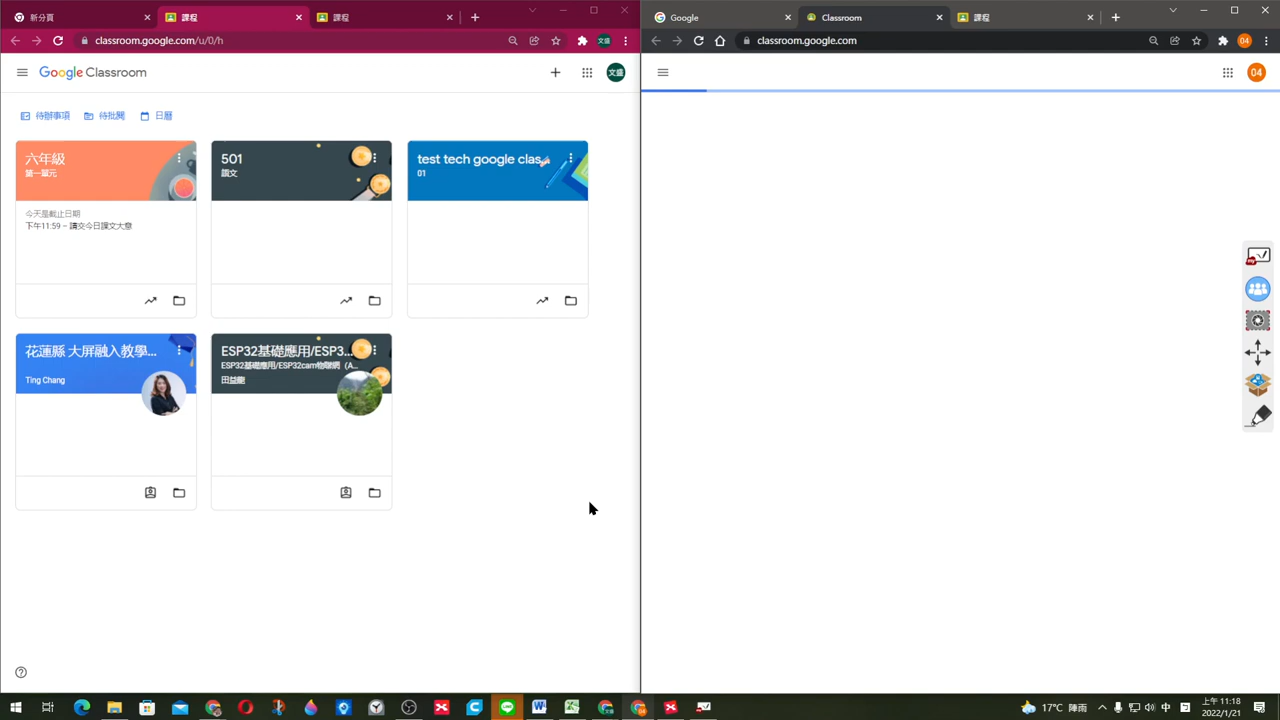 新分頁
課程
課程
Google
Classroom
課程
classroom.google.com/u/0/h
文盛
classroom.google.com
04
Google Classroom
文盛
04
待辦事項
待批閱
日曆
六年級
第一單元
501
語文
test tech google clas...
01
今天是截止日期
下午11:59 – 請交今日課文大意
花蓮縣 大屏融入教學...
Ting Chang
ESP32基礎應用/ESP3...
ESP32基礎應用/ESP32cam物聯網（A...
田益龍
17°C 陣雨
中
上午 11:18
2022/1/21